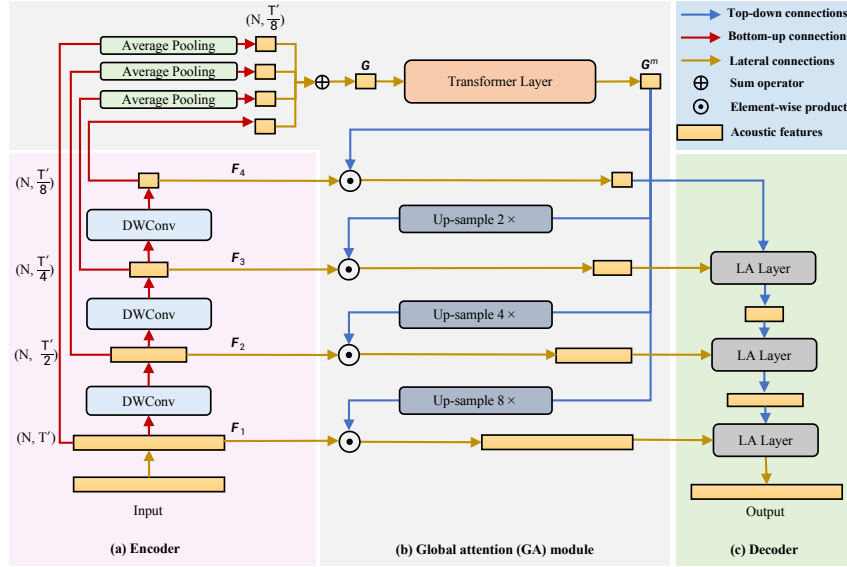 (N, T′/8)
Average Pooling
Average Pooling
Average Pooling
G
Transformer Layer
Gᵐ
Top-down connections
Bottom-up connections
Lateral connections
Sum operator
Element-wise product
Acoustic features
(N, T′/8)
F₄
DWConv
Up-sample 2 ×
(N, T′/4)
F₃
LA Layer
DWConv
Up-sample 4 ×
(N, T′/2)
F₂
LA Layer
DWConv
Up-sample 8 ×
(N, T′)
F₁
LA Layer
Input
Output
(a) Encoder
(b) Global attention (GA) module
(c) Decoder